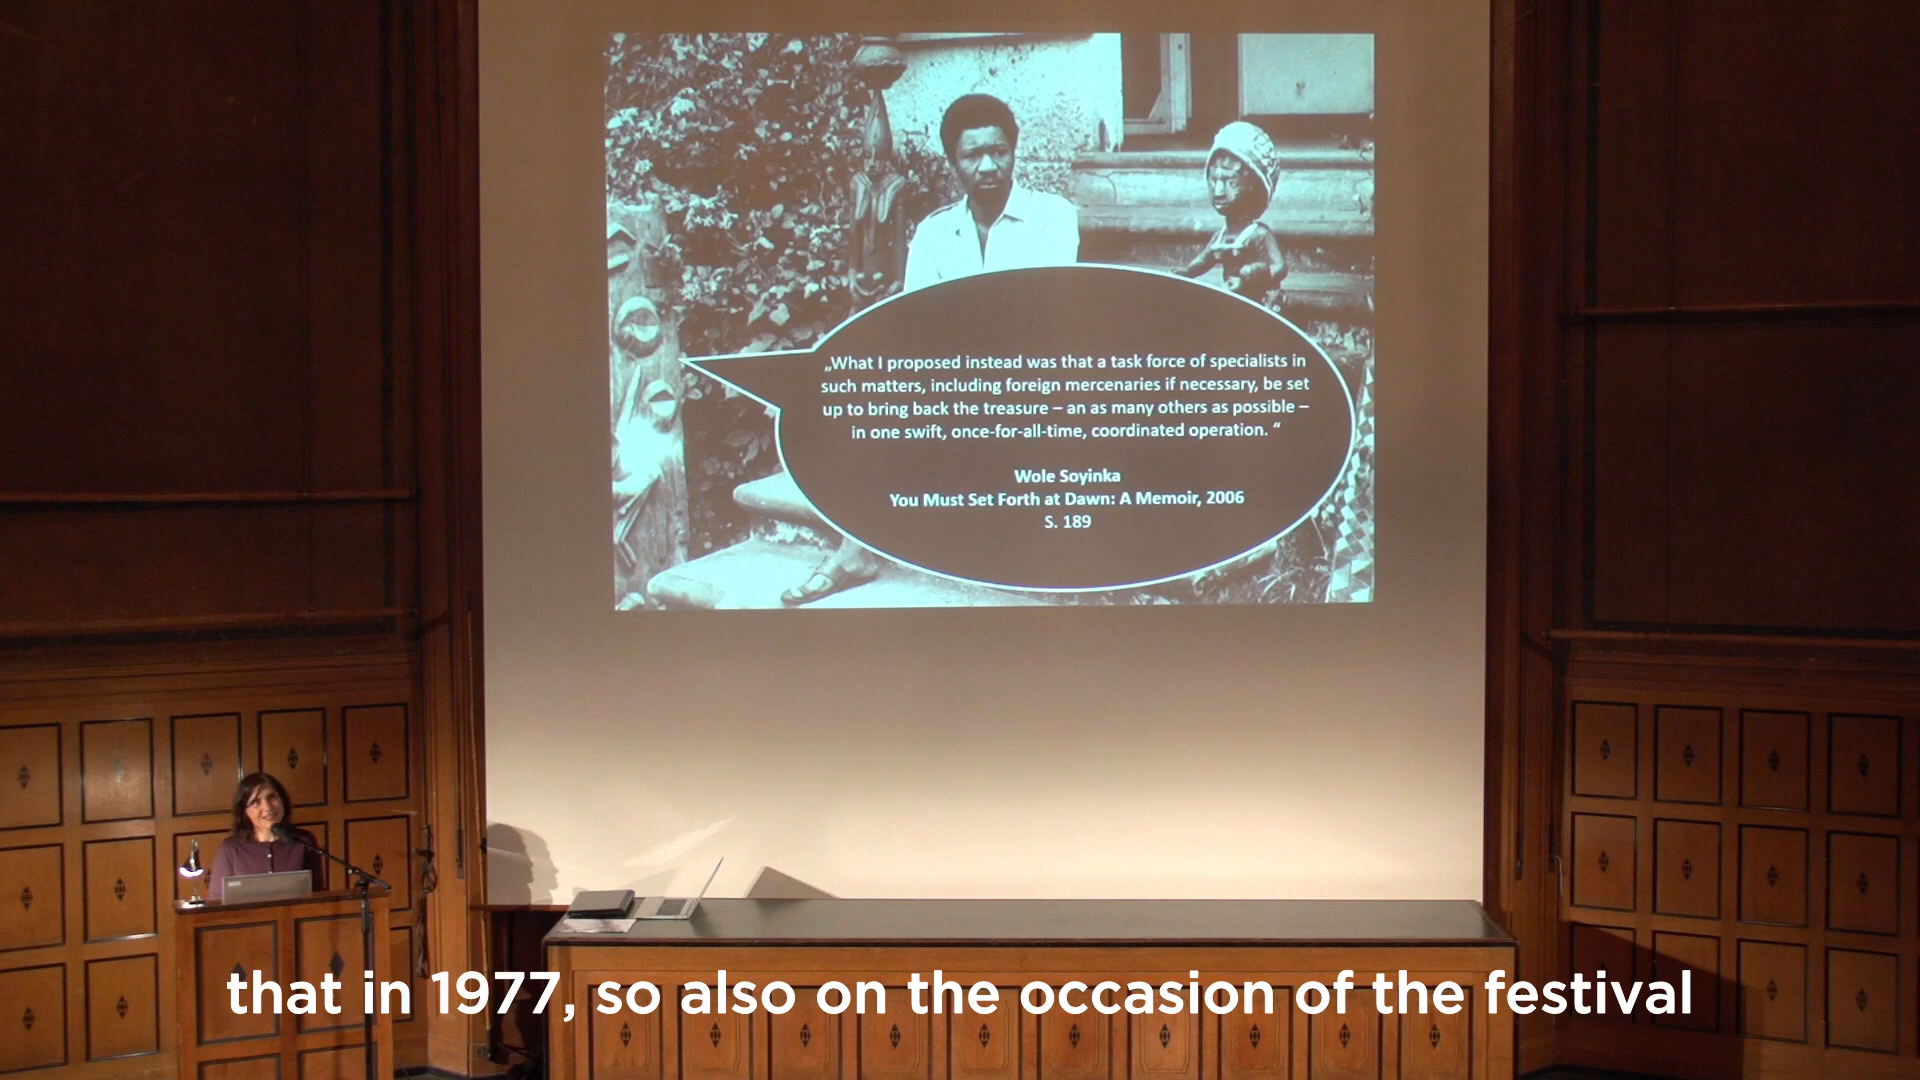 „What I proposed instead was that a task force of specialists in
such matters, including foreign mercenaries if necessary, be set
up to bring back the treasure – an as many others as possible –
in one swift, once-for-all-time, coordinated operation. “
Wole Soyinka
You Must Set Forth at Dawn: A Memoir, 2006
S. 189
that in 1977, so also on the occasion of the festival